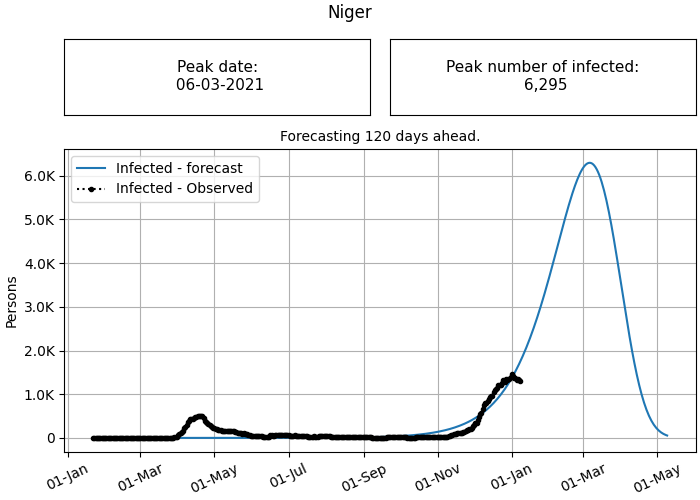 Niger
Peak date:
06-03-2021
Peak number of infected:
6,295
Forecasting 120 days ahead.
Infected - forecast
Infected - Observed
Persons
6.0K
5.0K
4.0K
3.0K
2.0K
1.0K
0
01-Jan
01-Mar
01-May
01-Jul
01-Sep
01-Nov
01-Jan
01-Mar
01-May